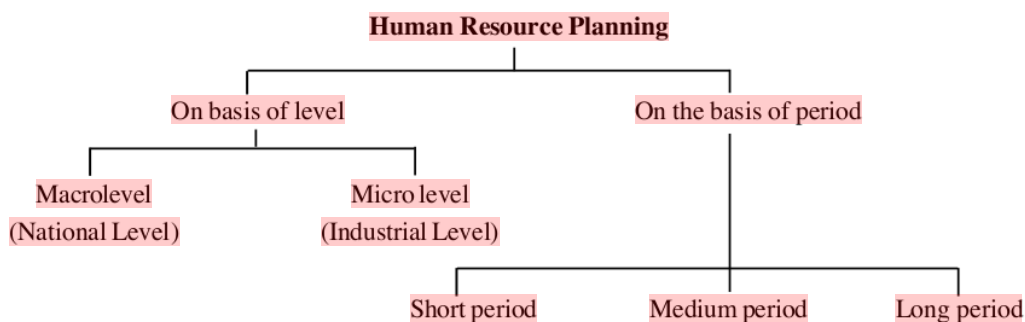 Human Resource Planning
On basis of level
On the basis of period
Macrolevel
(National Level)
Micro level
(Industrial Level)
Short period
Medium period
Long period